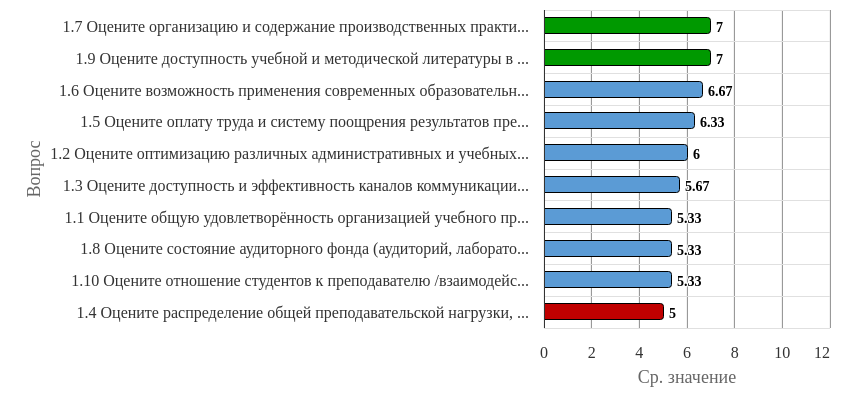 1.7 Оцените организацию и содержание производственных практи... 7
1.9 Оцените доступность учебной и методической литературы в ... 7
1.6 Оцените возможность применения современных образовательн... 6.67
1.5 Оцените оплату труда и систему поощрения результатов пре... 6.33
1.2 Оцените оптимизацию различных административных и учебных... 6
1.3 Оцените доступность и эффективность каналов коммуникации... 5.67
1.1 Оцените общую удовлетворённость организацией учебного пр... 5.33
1.8 Оцените состояние аудиторного фонда (аудиторий, лаборато... 5.33
1.10 Оцените отношение студентов к преподавателю /взаимодейс... 5.33
1.4 Оцените распределение общей преподавательской нагрузки, ... 5
Вопрос
0 2 4 6 8 10 12
Ср. значение